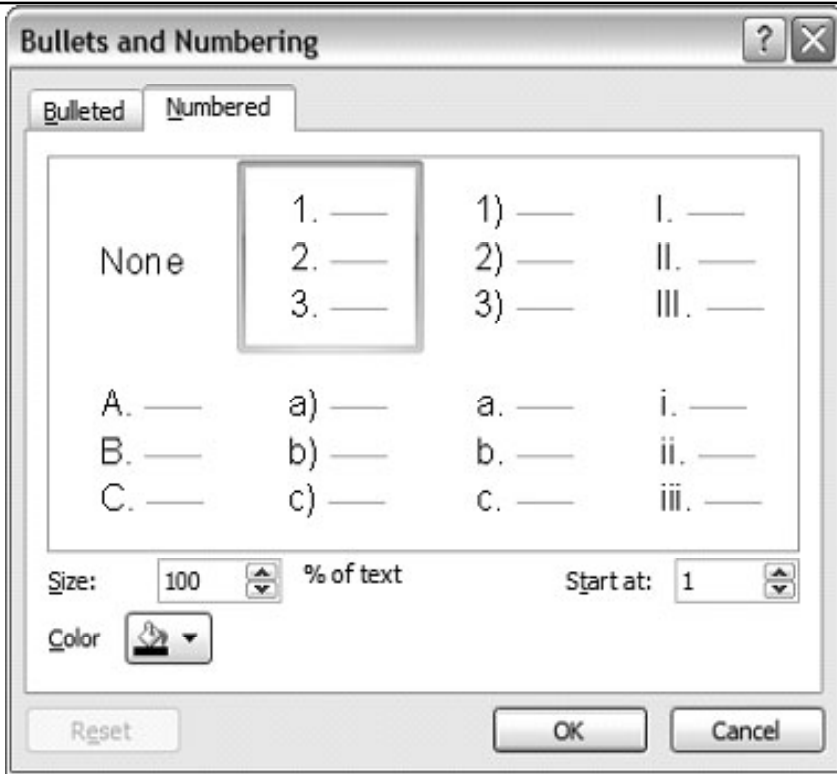 Bullets and Numbering
Bulleted Numbered
None
1.
2.
3.
1)
2)
3)
I.
II.
III.
A.
B.
C.
a)
b)
c)
a.
b.
c.
i.
ii.
iii.
Size: 100 % of text Start at: 1
Color
Reset OK Cancel